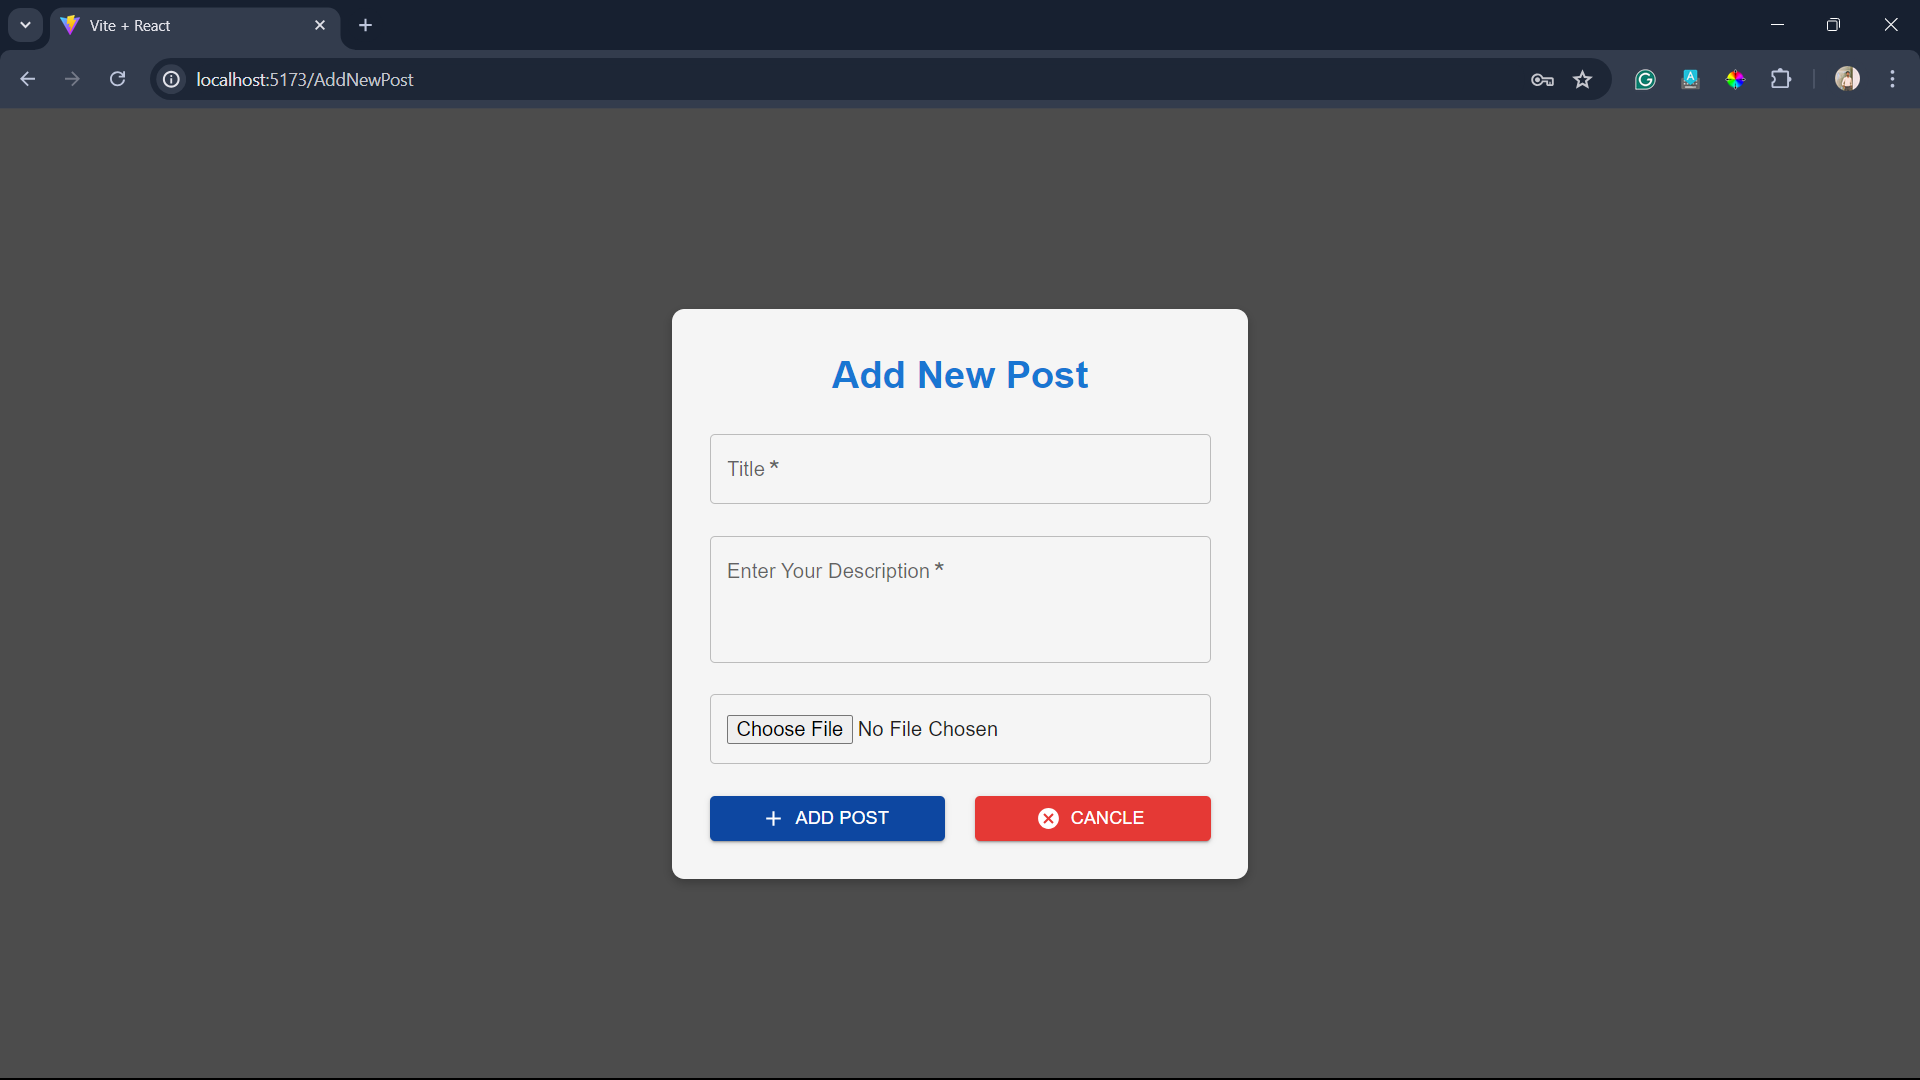 Vite + React
localhost:5173/AddNewPost
Add New Post
Title *
Enter Your Description *
Choose File No File Chosen
ADD POST
CANCLE